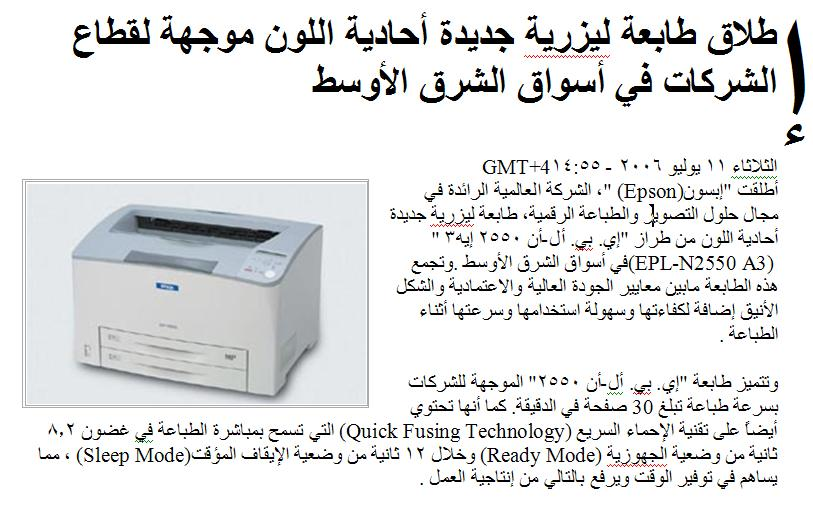 إطلاق طابعة ليزرية جديدة أحادية اللون موجهة لقطاع
الشركات في أسواق الشرق الأوسط
الثلاثاء ١١ يوليو ٢٠٠٦ - ١٤:٥٥ GMT+4
أطلقت "إبسون(Epson) "، الشركة العالمية الرائدة في
مجال حلول التصوير والطباعة الرقمية، طابعة ليزرية جديدة
أحادية اللون من طراز "إي. بي. أل-أن ٢٥٥٠ إيه٣ "
(EPL-N2550 A3)في أسواق الشرق الأوسط .وتجمع
هذه الطابعة مابين معايير الجودة العالية والاعتمادية والشكل
الأنيق إضافة لكفاءتها وسهولة استخدامها وسرعتها أثناء
الطباعة .
وتتميز طابعة "إي. بي. أل-أن ٢٥٥٠" الموجهة للشركات
بسرعة طباعة تبلغ 30 صفحة في الدقيقة. كما أنها تحتوي
أيضاً على تقنية الإحماء السريع (Quick Fusing Technology) التي تسمح بمباشرة الطباعة في غضون ٨,٢
ثانية من وضعية الجهوزية (Ready Mode) وخلال ١٢ ثانية من وضعية الإيقاف المؤقت(Sleep Mode) ، مما
يساهم في توفير الوقت ويرفع بالتالي من إنتاجية العمل .
EPSON